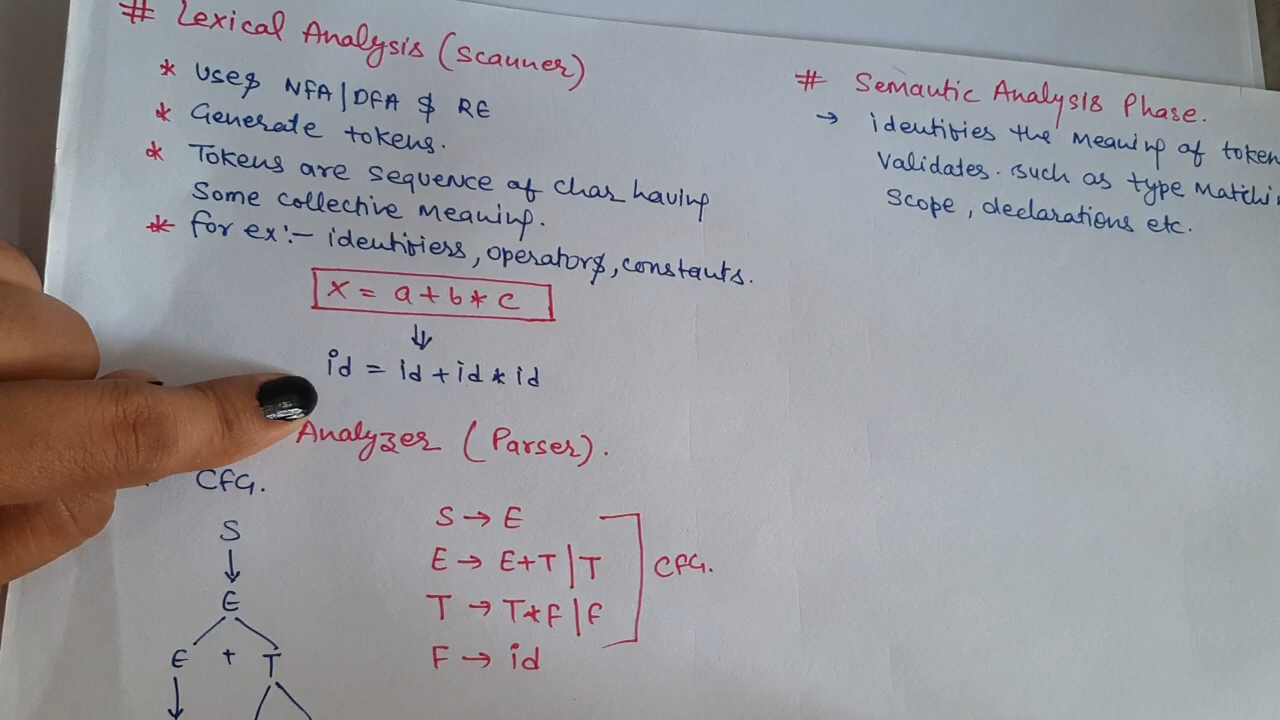 # Lexical Analysis (Scanner)
* Uses NFA/DFA $ RE
* Generate tokens.
* Tokens are sequence of char having
Some collective Meaning.
* for ex:- identifiers, operators, constants.
x = a + b * c
⇓
id = id + id * id
Analyzer (Parser).
CFG.
S
↓
E
E + T
↓
S → E
E → E+T | T
T → T*F | F
F → id
CFG.
# Semantic Analysis Phase.
→ identifies the meaning of token
Validates. such as type Matchi
Scope, declarations etc.